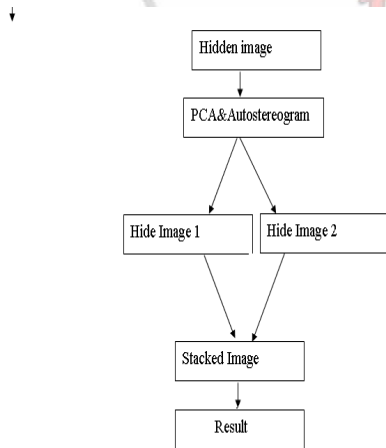 Hidden image
PCA&Autostereogram
Hide Image 1
Hide Image 2
Stacked Image
Result